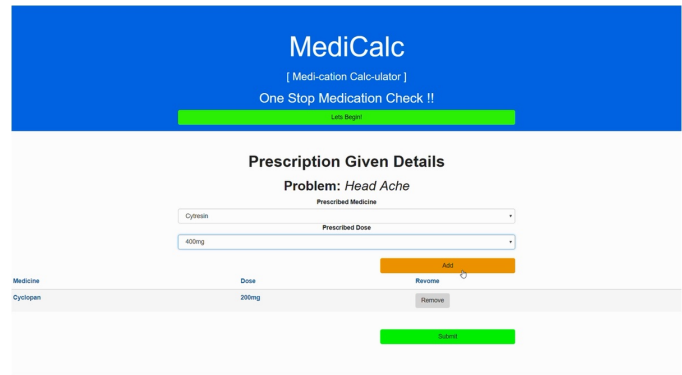 MediCalc
[ Medi-cation Calc-ulator ]
One Stop Medication Check !!
Lets Begin!
Prescription Given Details
Problem: Head Ache
Prescribed Medicine
Cytresin
Prescribed Dose
400mg
Add
Medicine Dose Revome
Cyclopan 200mg Remove
Submit